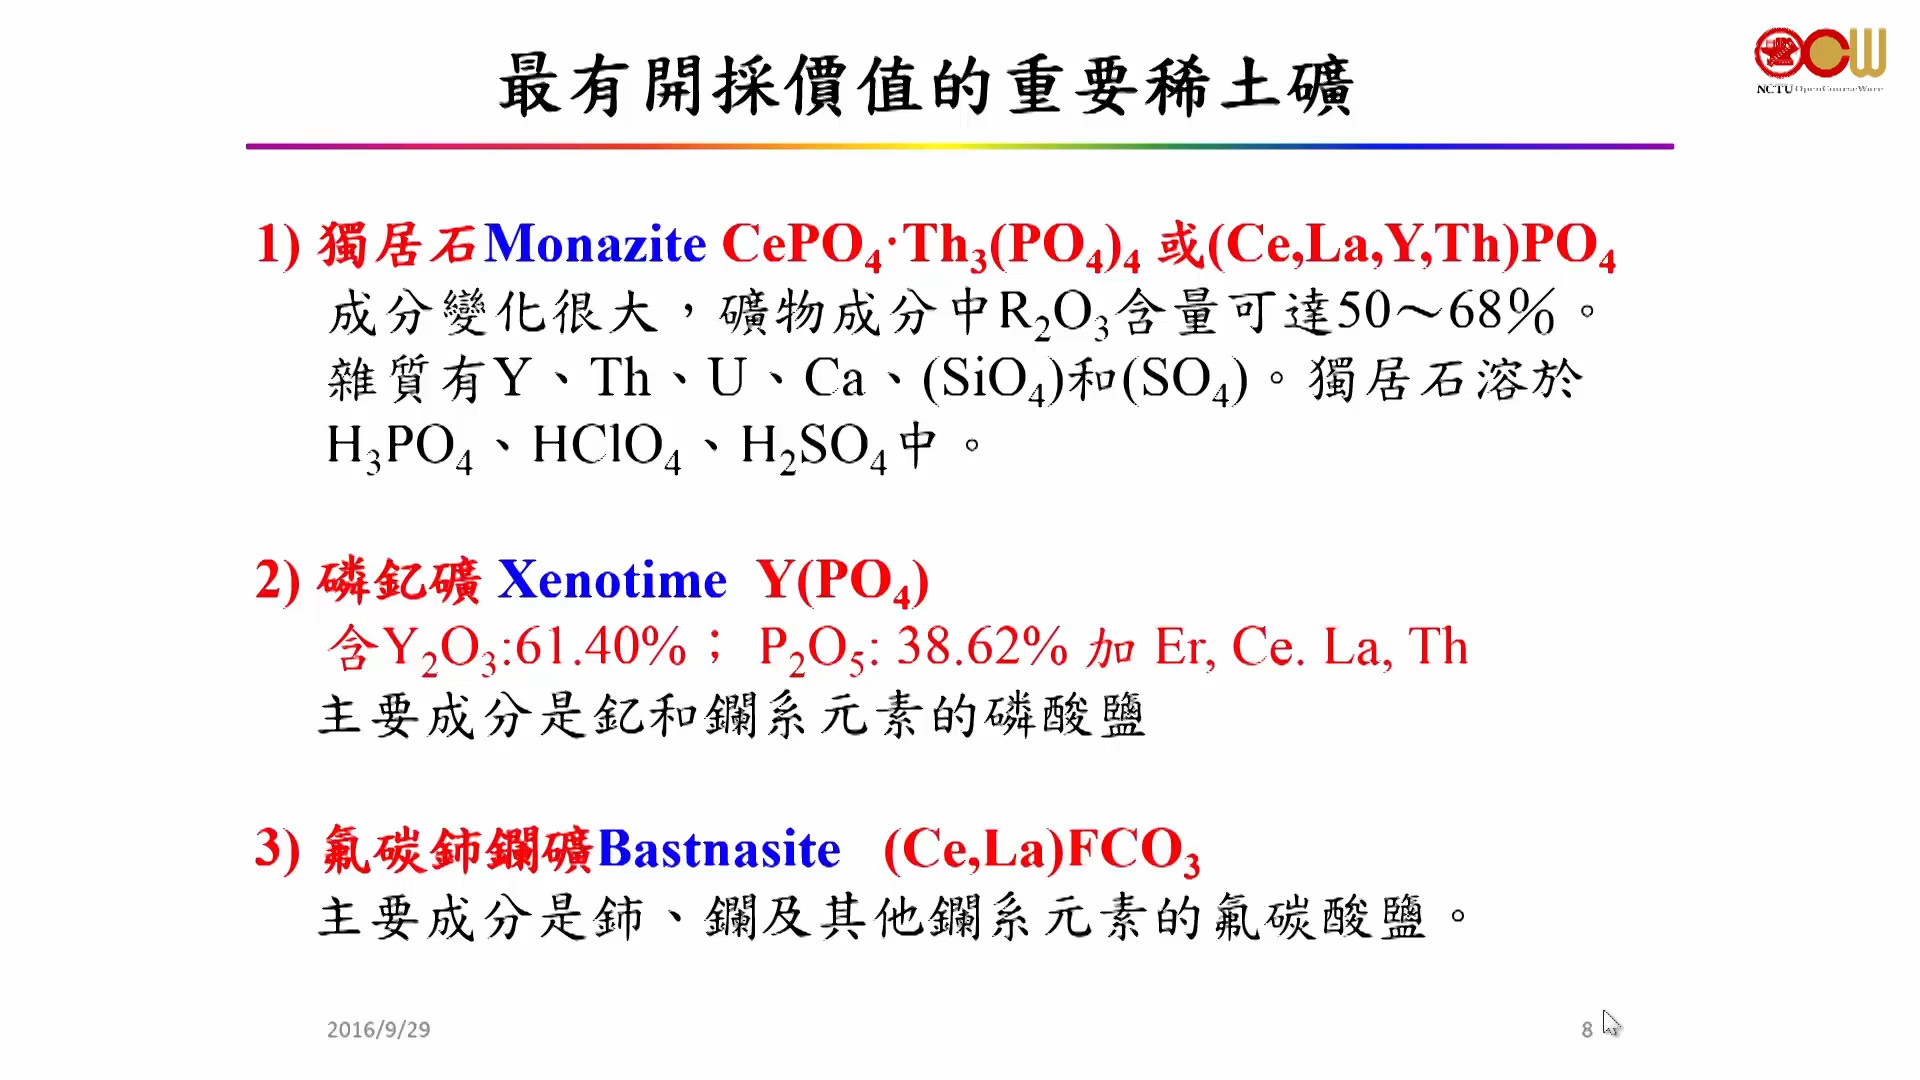 最有開採價值的重要稀土礦
OCW
NCTU OpenCourseWare
1) 獨居石Monazite CePO₄·Th₃(PO₄)₄ 或(Ce,La,Y,Th)PO₄
成分變化很大，礦物成分中R₂O₃含量可達50～68%。
雜質有Y、Th、U、Ca、(SiO₄)和(SO₄)。獨居石溶於
H₃PO₄、HClO₄、H₂SO₄中。
2) 磷釔礦 Xenotime Y(PO₄)
含Y₂O₃:61.40%； P₂O₅: 38.62% 加 Er, Ce. La, Th
主要成分是釔和鑭系元素的磷酸鹽
3) 氟碳鈰鑭礦Bastnasite (Ce,La)FCO₃
主要成分是鈰、鑭及其他鑭系元素的氟碳酸鹽。
2016/9/29
8